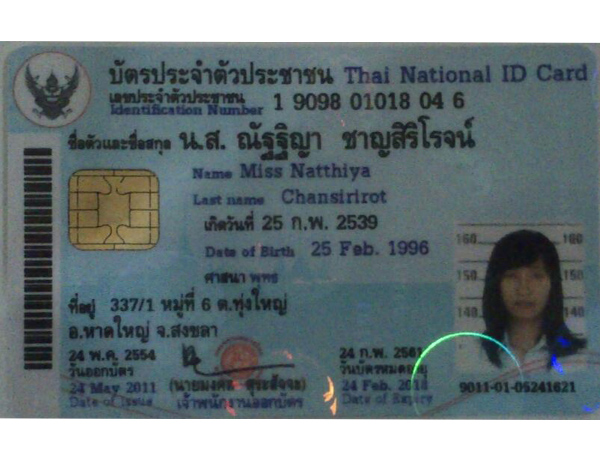 บัตรประจำตัวประชาชน Thai National ID Card
เลขประจำตัวประชาชน 1 9098 01018 04 6
Identification Number
ชื่อตัวและชื่อสกุล น.ส. ณัฐฐิญา ชาญสิริโรจน์
Name Miss Natthiya
Last name Chansirirot
เกิดวันที่ 25 ก.พ. 2539
Date of Birth 25 Feb. 1996
ศาสนา พุทธ
ที่อยู่ 337/1 หมู่ที่ 6 ต.ทุ่งใหญ่
อ.หาดใหญ่ จ.สงขลา
24 พ.ค. 2554
วันออกบัตร
24 May 2011
Date of Issue
(นายมงคล สุระสัจจะ)
เจ้าพนักงานออกบัตร
24 ก.พ. 2561
วันบัตรหมดอายุ
24 Feb. 2018
Date of Expiry
160 160
150 150
140 140
9011-01-05241621